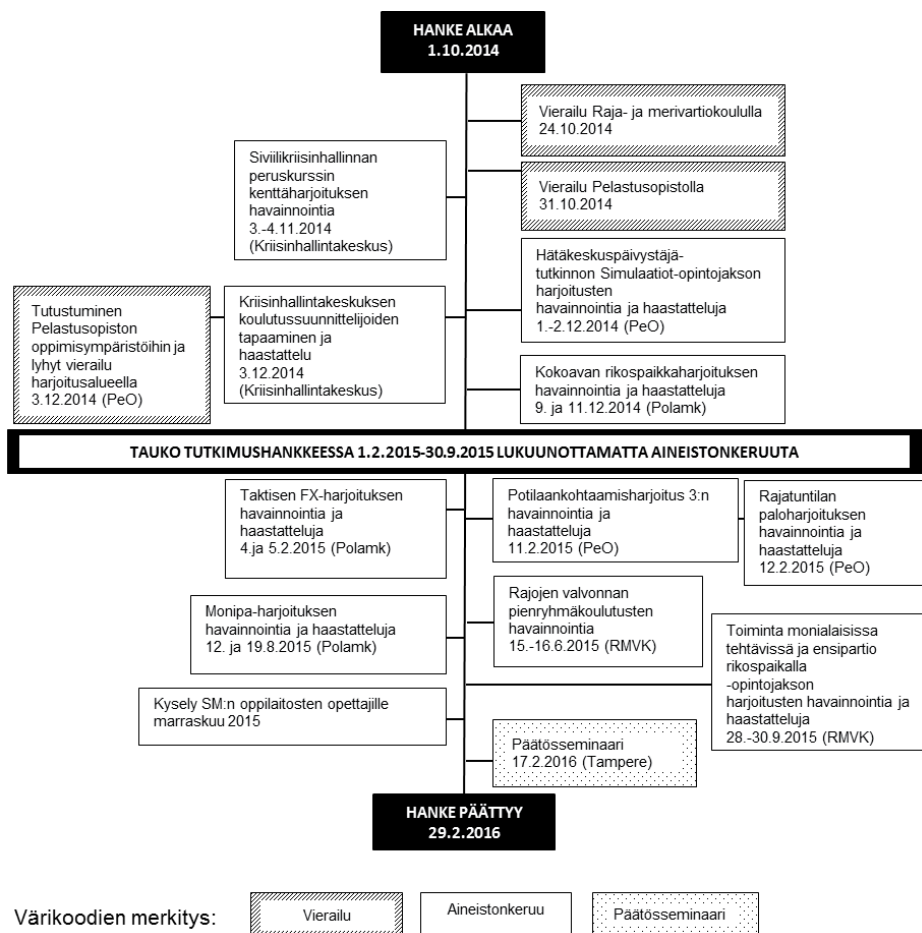 HANKE ALKAA
1.10.2014
Vierailu Raja- ja merivartiokoululla
24.10.2014
Siviilikriisinhallinnan
peruskurssin
kenttäharjoituksen
havainnointia
3.-4.11.2014
(Kriisinhallintakeskus)
Vierailu Pelastusopistolla
31.10.2014
Hätäkeskuspäivystäjä-
tutkinnon Simulaatiot-opintojakson
harjoitusten
havainnointia ja haastatteluja
1.-2.12.2014 (PeO)
Tutustuminen
Pelastusopiston
oppimisympäristöihin ja
lyhyt vierailu
harjoitusalueella
3.12.2014 (PeO)
Kriisinhallintakeskuksen
koulutussuunnittelijoiden
tapaaminen ja
haastattelu
3.12.2014
(Kriisinhallintakeskus)
Kokoavan rikospaikkaharjoituksen
havainnointia ja haastatteluja
9. ja 11.12.2014 (Polamk)
TAUKO TUTKIMUSHANKKEESSA 1.2.2015-30.9.2015 LUKUUNOTTAMATTA AINEISTONKERUUTA
Taktisen FX-harjoituksen
havainnointia ja
haastatteluja
4.ja 5.2.2015 (Polamk)
Potilaankohtaamisharjoitus 3:n
havainnointia ja
haastatteluja
11.2.2015 (PeO)
Rajatuntilan
paloharjoituksen
havainnointia ja
haastatteluja
12.2.2015 (PeO)
Monipa-harjoituksen
havainnointia ja haastatteluja
12. ja 19.8.2015 (Polamk)
Rajojen valvonnan
pienryhmäkoulutusten
havainnointia
15.-16.6.2015 (RMVK)
Toiminta monialaisissa
tehtävissä ja ensipartio
rikospaikalla
-opintojakson
harjoitusten havainnointia ja
haastatteluja
28.-30.9.2015 (RMVK)
Kysely SM:n oppilaitosten opettajille
marraskuu 2015
Päätösseminaari
17.2.2016 (Tampere)
HANKE PÄÄTTYY
29.2.2016
Värikoodien merkitys:
Vierailu
Aineistonkeruu
Päätösseminaari